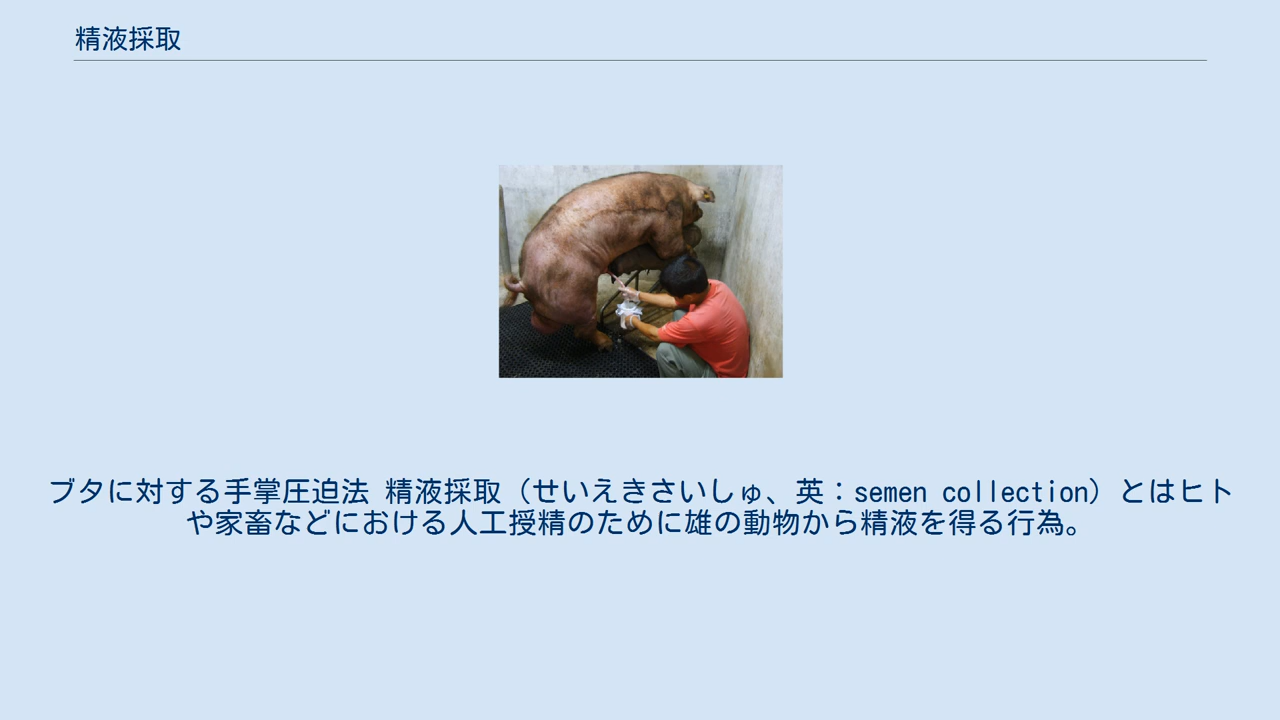 精液採取
ブタに対する手掌圧迫法 精液採取（せいえきさいしゅ、英：semen collection）とはヒト
や家畜などにおける人工授精のために雄の動物から精液を得る行為。